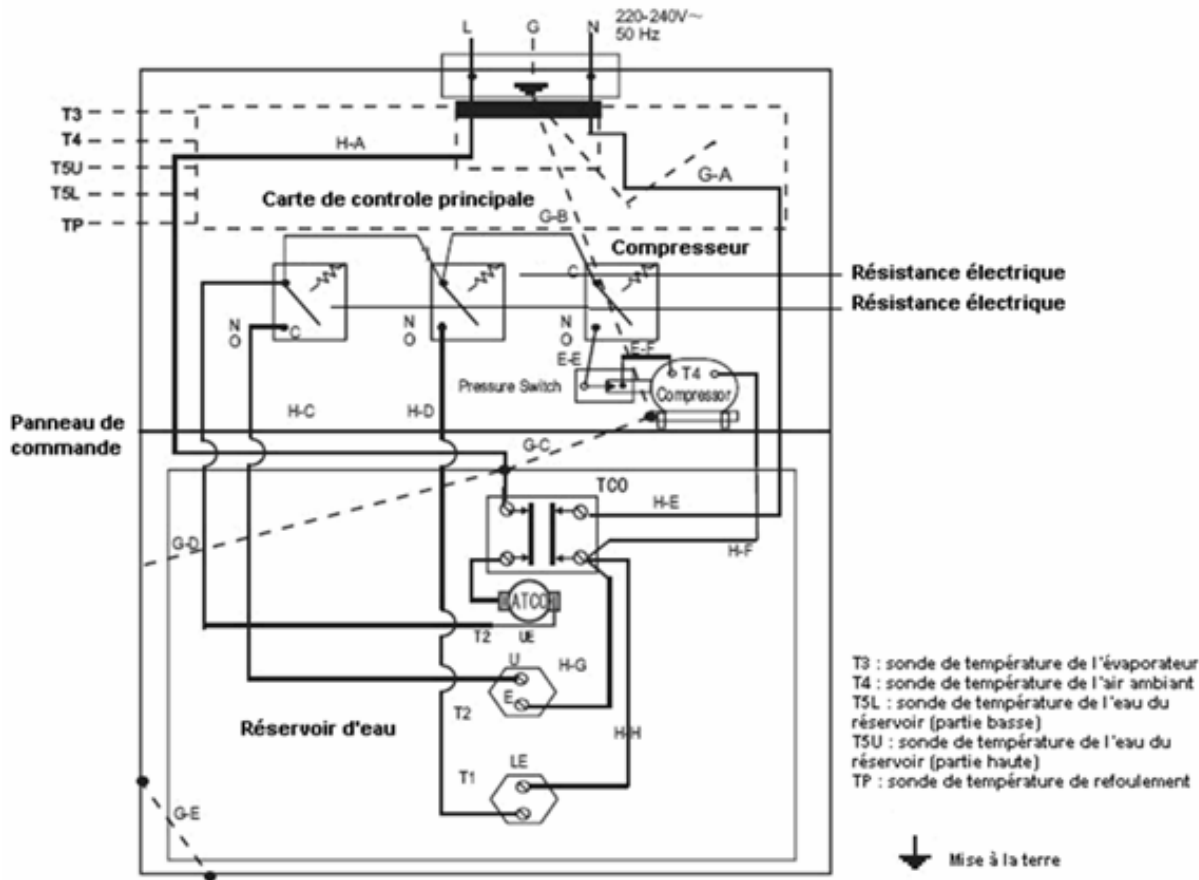 L G N 220-240V~
50 Hz
T3
T4
T5U
T5L
TP
H-A
G-A
Carte de controle principale
G-B
Compresseur
C
Résistance électrique
Résistance électrique
N
O
C
N
O
N
O
E-E
E-F
Pressure Switch
T4
Compressor
H-C
H-D
Panneau de
commande
G-C
TCO
H-E
G-D
H-F
ATCO
T2 UE
U
H-G
E
T2
Réservoir d'eau
H-H
T1
LE
G-E
T3 : sonde de température de l'évaporateur
T4 : sonde de température de l'air ambiant
T5L : sonde de température de l'eau du
réservoir (partie basse)
T5U : sonde de température de l'eau du
réservoir (partie haute)
TP : sonde de température de refoulement
Mise à la terre